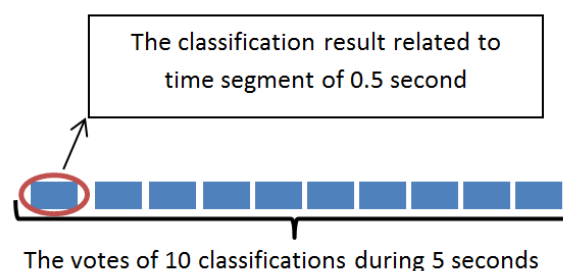 The classification result related to
time segment of 0.5 second
The votes of 10 classifications during 5 seconds